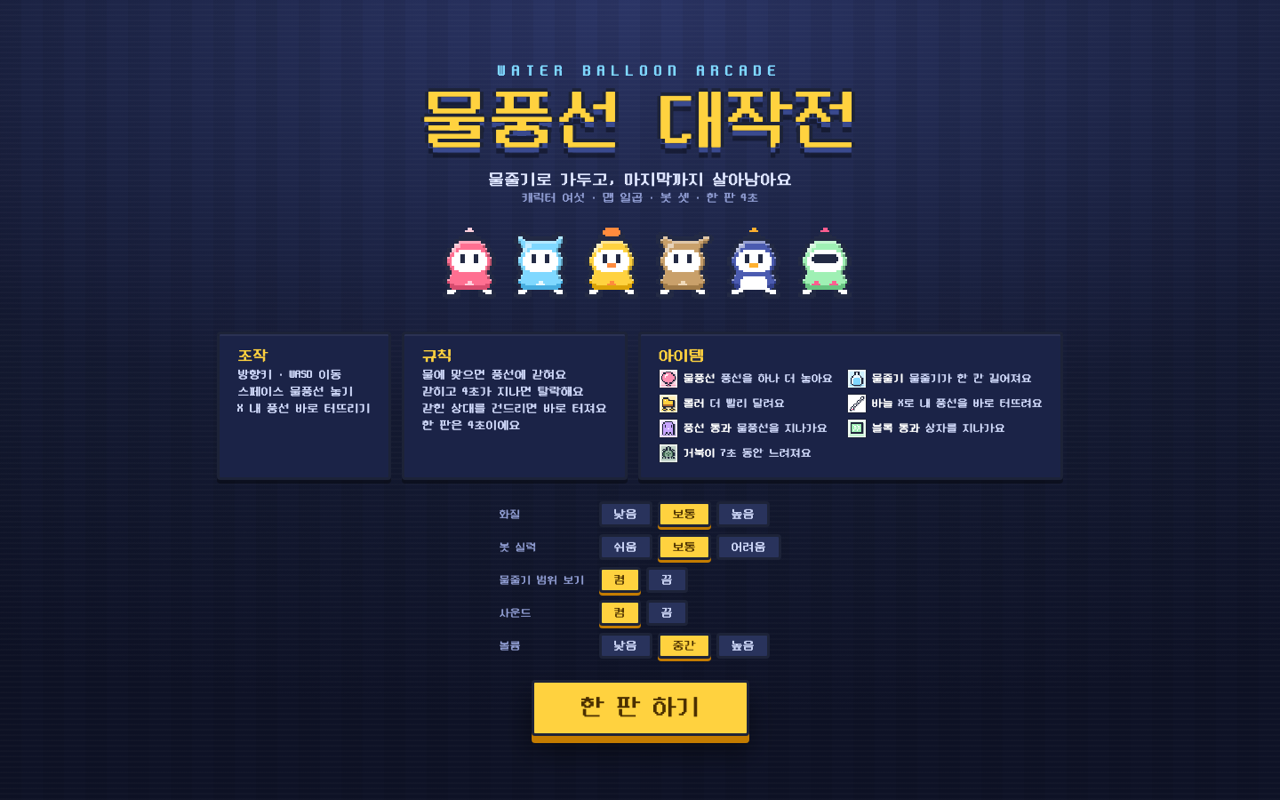 WATER BALLOON ARCADE
물풍선 대작전
물줄기로 가두고, 마지막까지 살아남아요
캐릭터 여섯 · 맵 일곱 · 봇 셋 · 한 판 4초
조작
방향키 · WASD 이동
스페이스 물풍선 놓기
X 내 풍선 바로 터뜨리기
규칙
물에 맞으면 풍선에 갇혀요
갇히고 4초가 지나면 탈락해요
갇힌 상대를 건드리면 바로 터져요
한 판은 4초이에요
아이템
물풍선 풍선을 하나 더 놓아요
물줄기 물줄기가 한 칸 길어져요
롤러 더 빨리 달려요
바늘 X로 내 풍선을 바로 터뜨려요
풍선 통과 물풍선을 지나가요
블록 통과 상자를 지나가요
거북이 7초 동안 느려져요
화질 낮음 보통 높음
봇 실력 쉬움 보통 어려움
물줄기 범위 보기 켬 끔
사운드 켬 끔
볼륨 낮음 중간 높음
한 판 하기